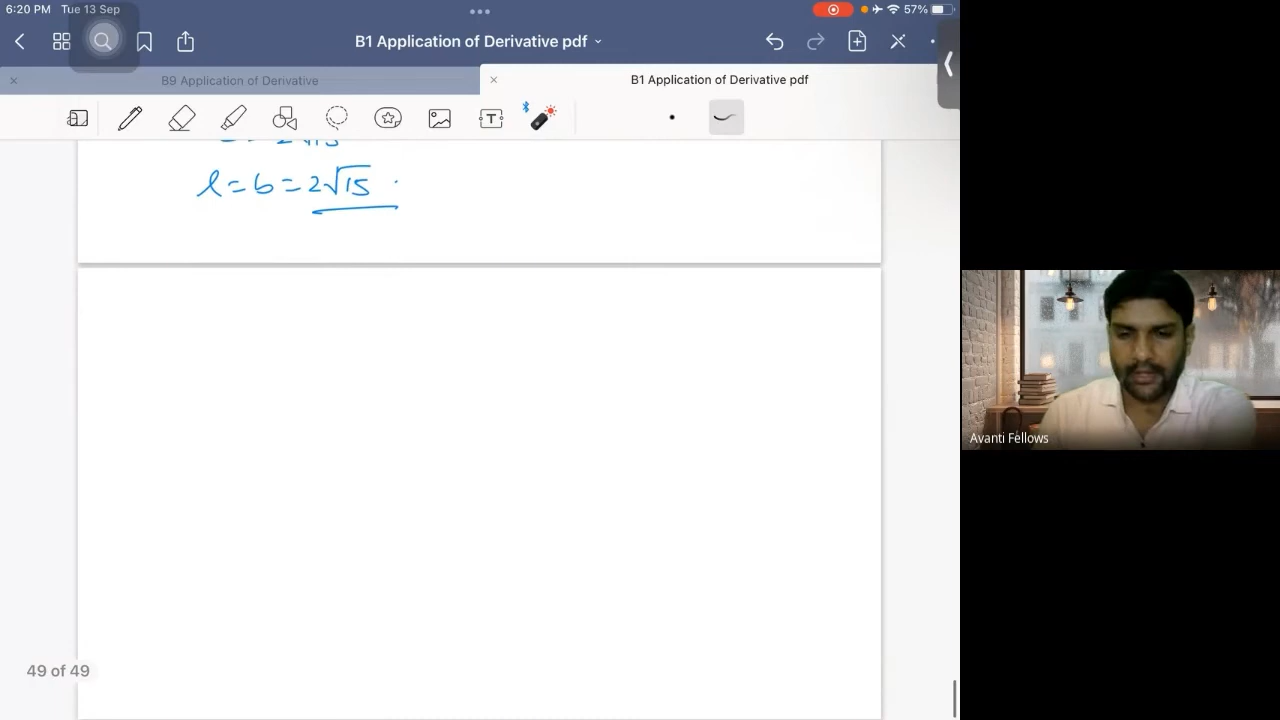 6:20 PM Tue 13 Sep
57%
B1 Application of Derivative pdf
B9 Application of Derivative
B1 Application of Derivative pdf
T
l = b = 2√15
Avanti Fellows
49 of 49